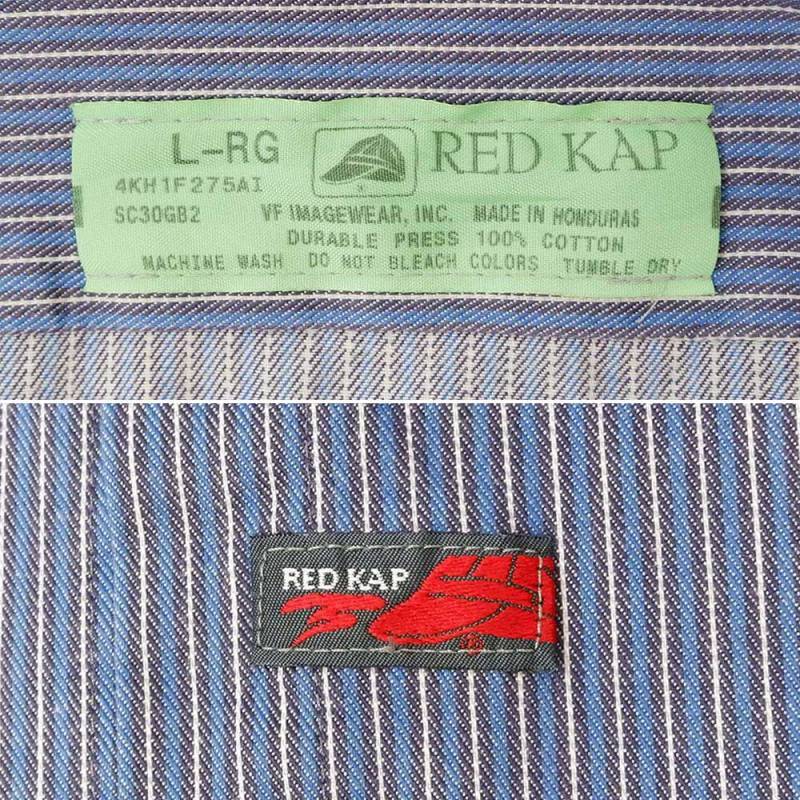 L-RG
RED KAP
4KH1F275AI
SC30GB2 VF IMAGEWEAR, INC. MADE IN HONDURAS
DURABLE PRESS 100% COTTON
MACHINE WASH DO NOT BLEACH COLORS TUMBLE DRY
RED KAP